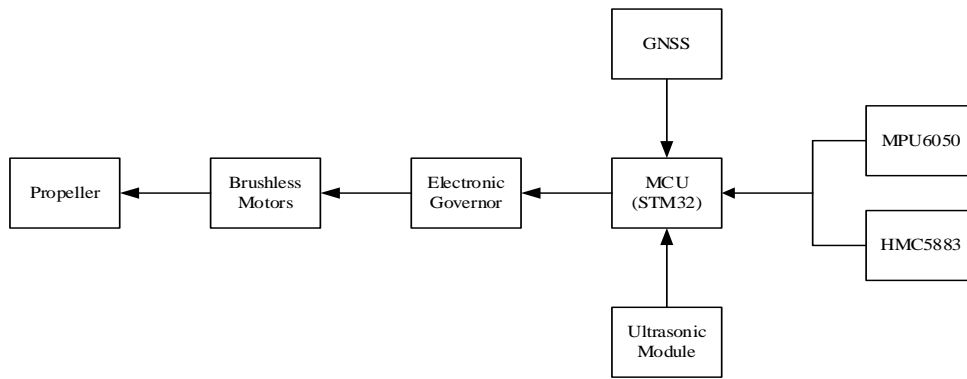 GNSS
MPU6050
Propeller
Brushless
Motors
Electronic
Governor
MCU
(STM32)
HMC5883
Ultrasonic
Module